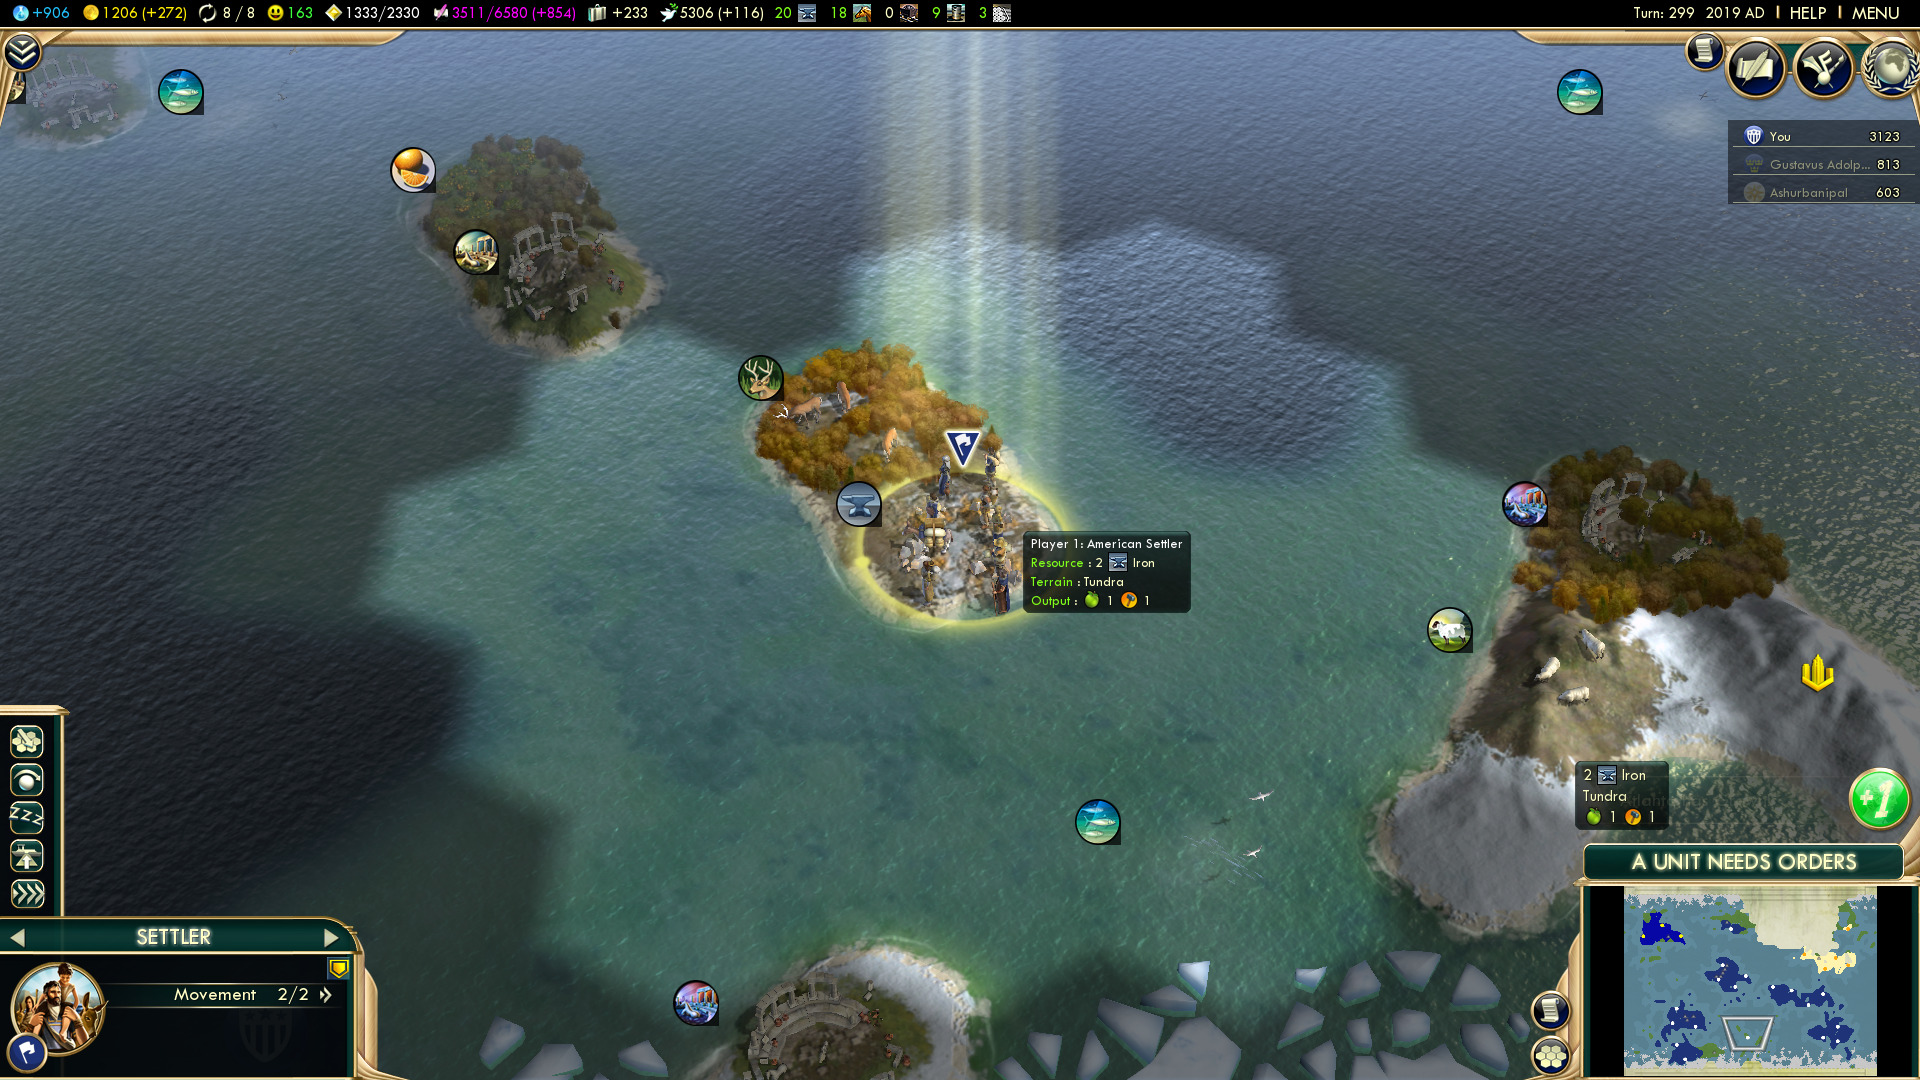 +906 1206 (+272) 8 / 8 163 1333/2330 3511/6580 (+854) +233 5306 (+116) 20 18 0 9 3 Turn: 299 2019 AD HELP MENU
You 3123
Gustavus Adolp... 813
Ashurbanipal 603
Player 1: American Settler
Resource : 2 Iron
Terrain : Tundra
Output : 1 1
2 Iron
Tundra
1 1
+1
A UNIT NEEDS ORDERS
SETTLER
Movement 2/2